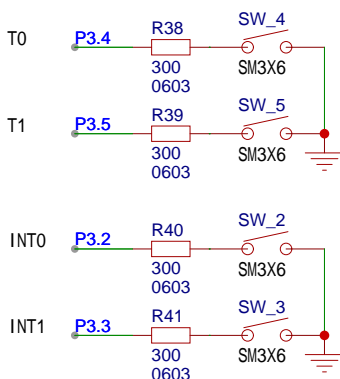 SW_4
T0 P3.4 R38
300 SM3X6
0603
SW_5
T1 P3.5 R39
300 SM3X6
0603
SW_2
INT0 P3.2 R40
300 SM3X6
0603
SW_3
INT1 P3.3 R41
300 SM3X6
0603